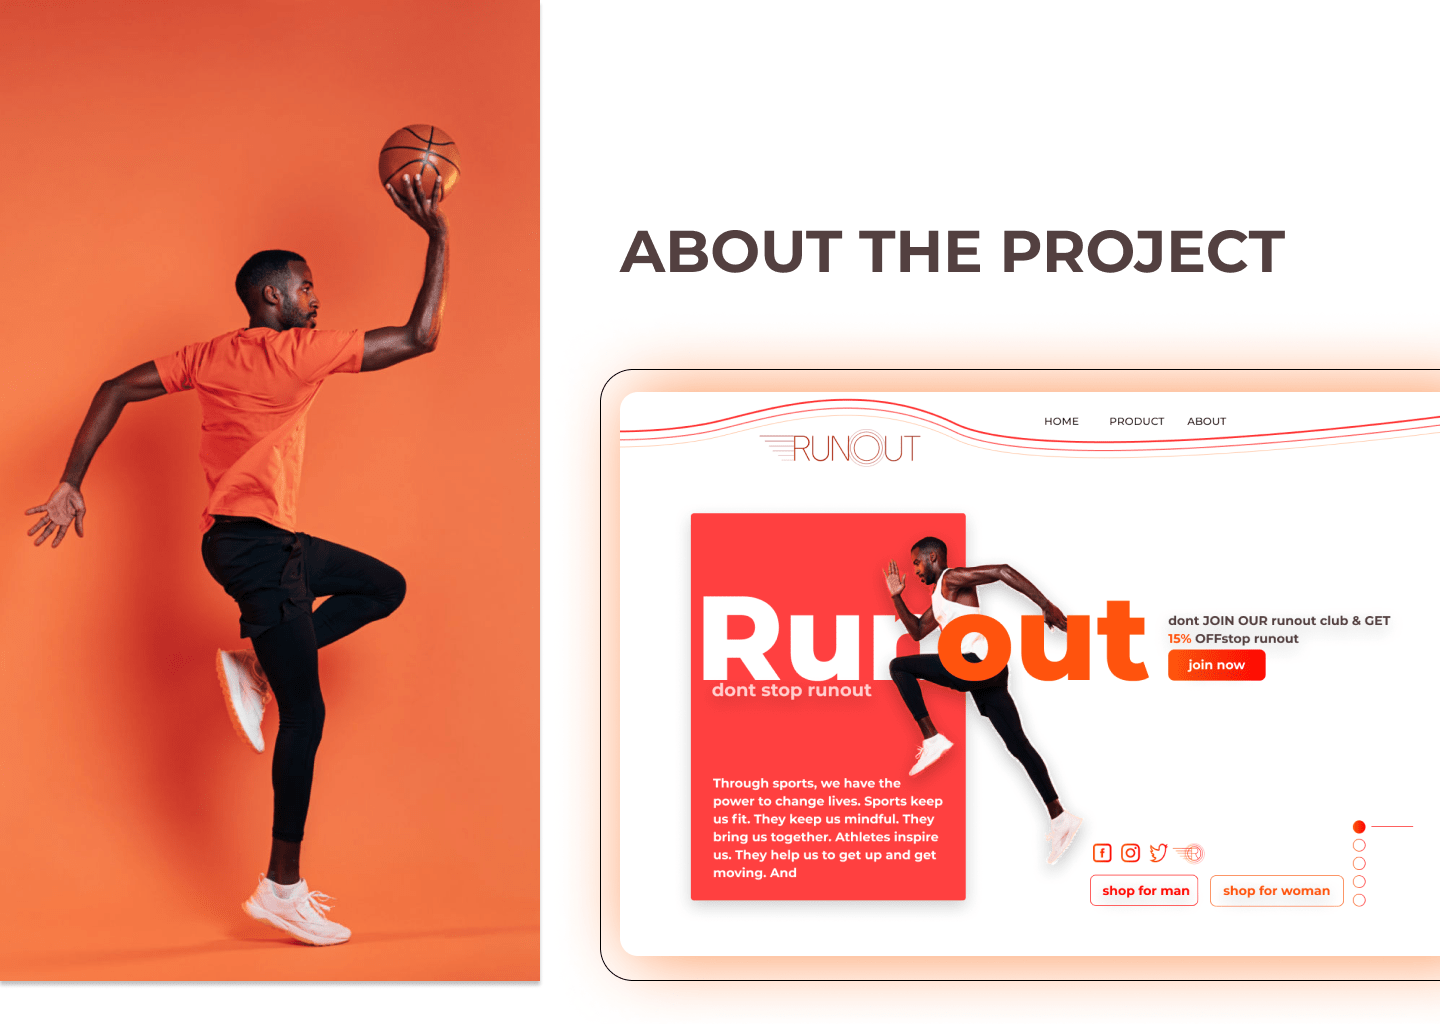 ABOUT THE PROJECT
HOME PRODUCT ABOUT
RUNOUT
Runout
dont stop runout
dont JOIN OUR runout club & GET
15% OFFstop runout
join now
Through sports, we have the
power to change lives. Sports keep
us fit. They keep us mindful. They
bring us together. Athletes inspire
us. They help us to get up and get
moving. And
R
shop for man
shop for woman